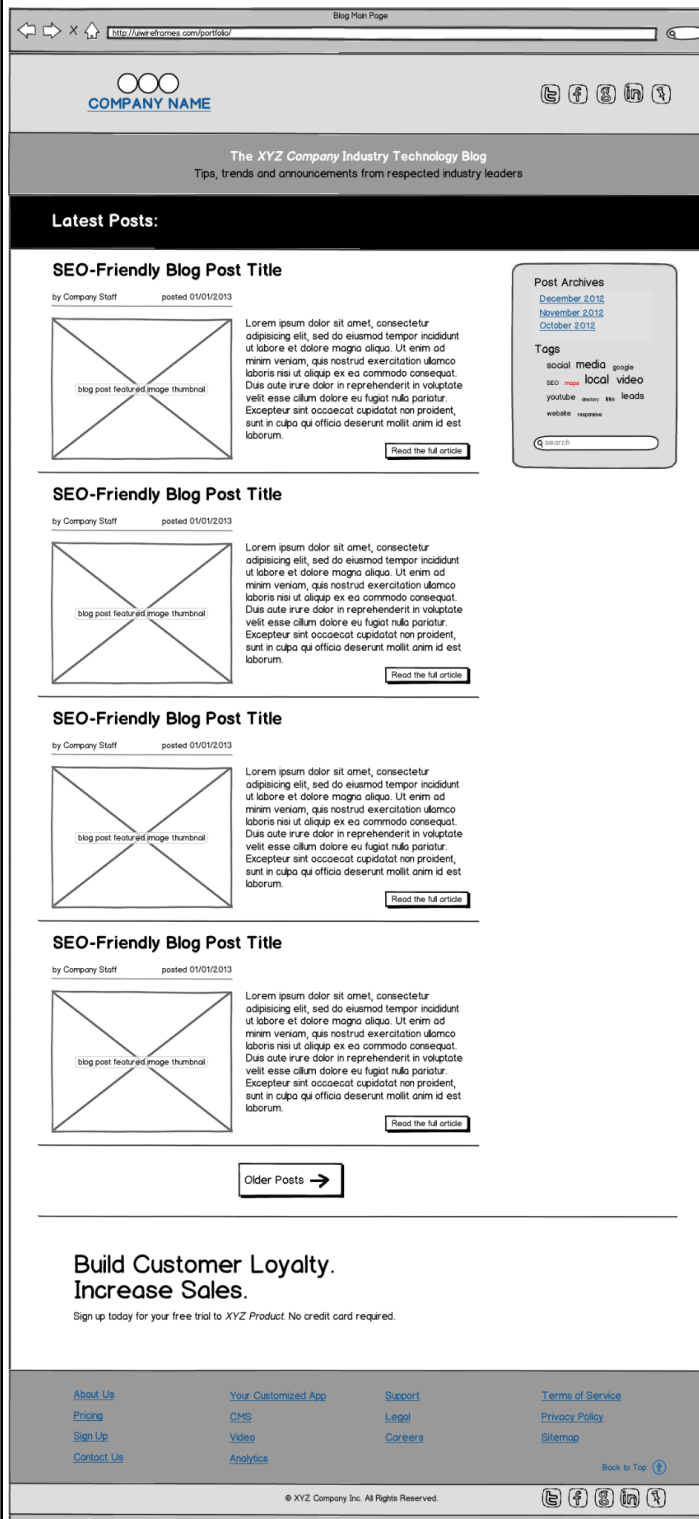 Blog Main Page
http://uiwireframes.com/portfolio/
COMPANY NAME
The XYZ Company Industry Technology Blog
Tips, trends and announcements from respected industry leaders
Latest Posts:
SEO-Friendly Blog Post Title
by Company Staff posted 01/01/2013
blog post featured image thumbnail
Lorem ipsum dolor sit amet, consectetur
adipisicing elit, sed do eiusmod tempor incididunt
ut labore et dolore magna aliqua. Ut enim ad
minim veniam, quis nostrud exercitation ullamco
laboris nisi ut aliquip ex ea commodo consequat.
Duis aute irure dolor in reprehenderit in voluptate
velit esse cillum dolore eu fugiat nulla pariatur.
Excepteur sint occaecat cupidatat non proident,
sunt in culpa qui officia deserunt mollit anim id est
laborum.
Read the full article
Post Archives
December 2012
November 2012
October 2012
Tags
social media google
SEO maps local video
youtube directory links leads
website responsive
search
SEO-Friendly Blog Post Title
by Company Staff posted 01/01/2013
blog post featured image thumbnail
Lorem ipsum dolor sit amet, consectetur
adipisicing elit, sed do eiusmod tempor incididunt
ut labore et dolore magna aliqua. Ut enim ad
minim veniam, quis nostrud exercitation ullamco
laboris nisi ut aliquip ex ea commodo consequat.
Duis aute irure dolor in reprehenderit in voluptate
velit esse cillum dolore eu fugiat nulla pariatur.
Excepteur sint occaecat cupidatat non proident,
sunt in culpa qui officia deserunt mollit anim id est
laborum.
Read the full article
SEO-Friendly Blog Post Title
by Company Staff posted 01/01/2013
blog post featured image thumbnail
Lorem ipsum dolor sit amet, consectetur
adipisicing elit, sed do eiusmod tempor incididunt
ut labore et dolore magna aliqua. Ut enim ad
minim veniam, quis nostrud exercitation ullamco
laboris nisi ut aliquip ex ea commodo consequat.
Duis aute irure dolor in reprehenderit in voluptate
velit esse cillum dolore eu fugiat nulla pariatur.
Excepteur sint occaecat cupidatat non proident,
sunt in culpa qui officia deserunt mollit anim id est
laborum.
Read the full article
SEO-Friendly Blog Post Title
by Company Staff posted 01/01/2013
blog post featured image thumbnail
Lorem ipsum dolor sit amet, consectetur
adipisicing elit, sed do eiusmod tempor incididunt
ut labore et dolore magna aliqua. Ut enim ad
minim veniam, quis nostrud exercitation ullamco
laboris nisi ut aliquip ex ea commodo consequat.
Duis aute irure dolor in reprehenderit in voluptate
velit esse cillum dolore eu fugiat nulla pariatur.
Excepteur sint occaecat cupidatat non proident,
sunt in culpa qui officia deserunt mollit anim id est
laborum.
Read the full article
Older Posts
Build Customer Loyalty.
Increase Sales.
Sign up today for your free trial to XYZ Product. No credit card required.
About Us Your Customized App Support Terms of Service
Pricing CMS Legal Privacy Policy
Sign Up Video Careers Sitemap
Contact Us Analytics
Back to Top
© XYZ Company Inc. All Rights Reserved.